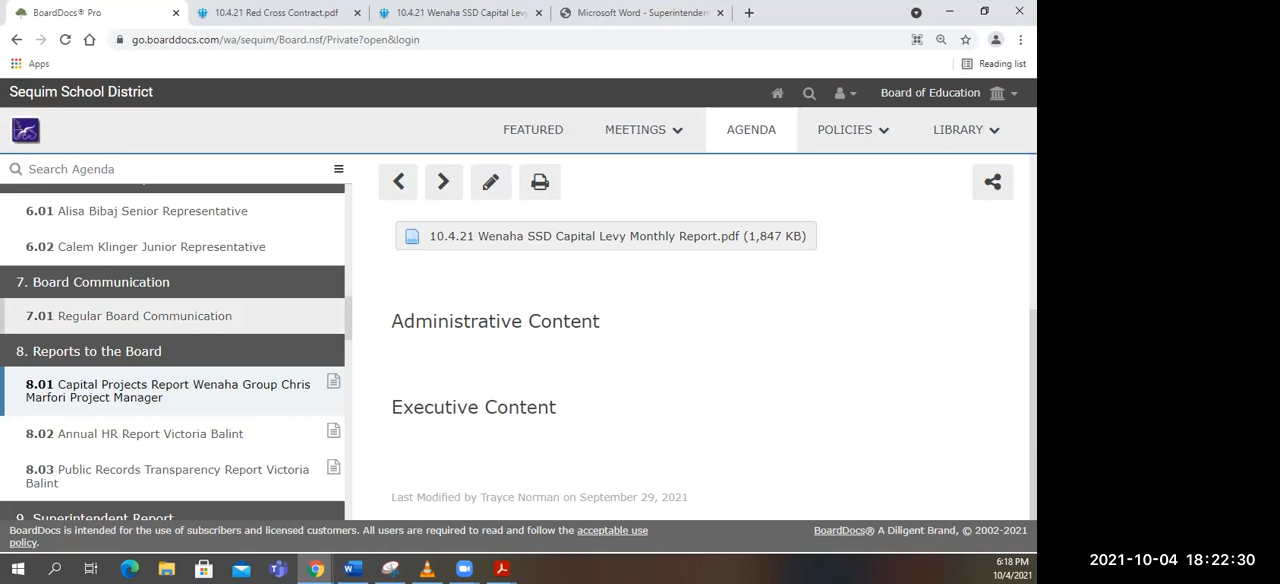 BoardDocs® Pro
10.4.21 Red Cross Contract.pdf
10.4.21 Wenaha SSD Capital Lev
Microsoft Word - Superintenden
go.boarddocs.com/wa/sequim/Board.nsf/Private?open&login
Apps
Reading list
Sequim School District
Board of Education
FEATURED
MEETINGS
AGENDA
POLICIES
LIBRARY
Search Agenda
6.01 Alisa Bibaj Senior Representative
6.02 Calem Klinger Junior Representative
7. Board Communication
7.01 Regular Board Communication
8. Reports to the Board
8.01 Capital Projects Report Wenaha Group Chris
Marfori Project Manager
8.02 Annual HR Report Victoria Balint
8.03 Public Records Transparency Report Victoria
Balint
9. Superintendent Report
10.4.21 Wenaha SSD Capital Levy Monthly Report.pdf (1,847 KB)
Administrative Content
Executive Content
Last Modified by Trayce Norman on September 29, 2021
BoardDocs is intended for the use of subscribers and licensed customers. All users are required to read and follow the acceptable use
policy.
BoardDocs® A Diligent Brand, © 2002-2021
6:18 PM
10/4/2021
2021-10-04 18:22:30